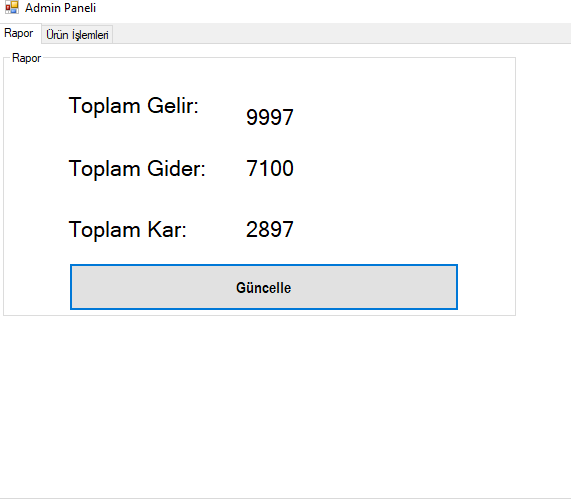 Admin Paneli
Rapor Ürün İşlemleri
Rapor
Toplam Gelir: 9997
Toplam Gider: 7100
Toplam Kar: 2897
Güncelle